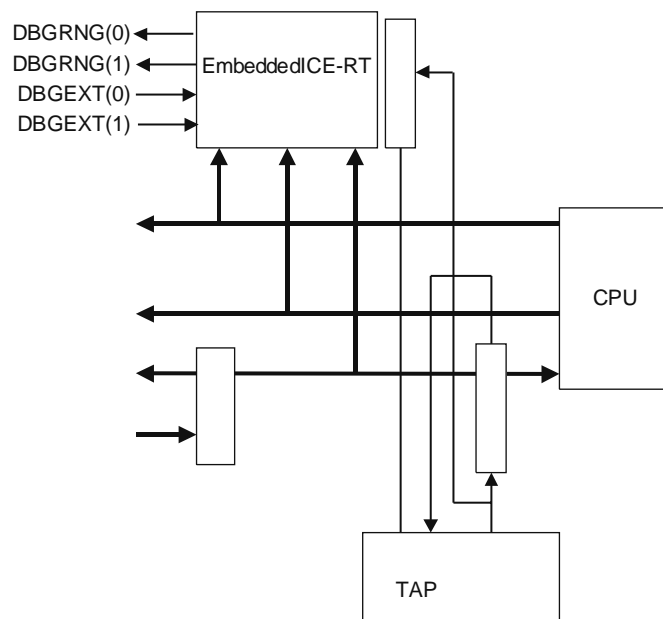 DBGRNG(0)
DBGRNG(1)
DBGEXT(0)
DBGEXT(1)
EmbeddedICE-RT
CPU
TAP